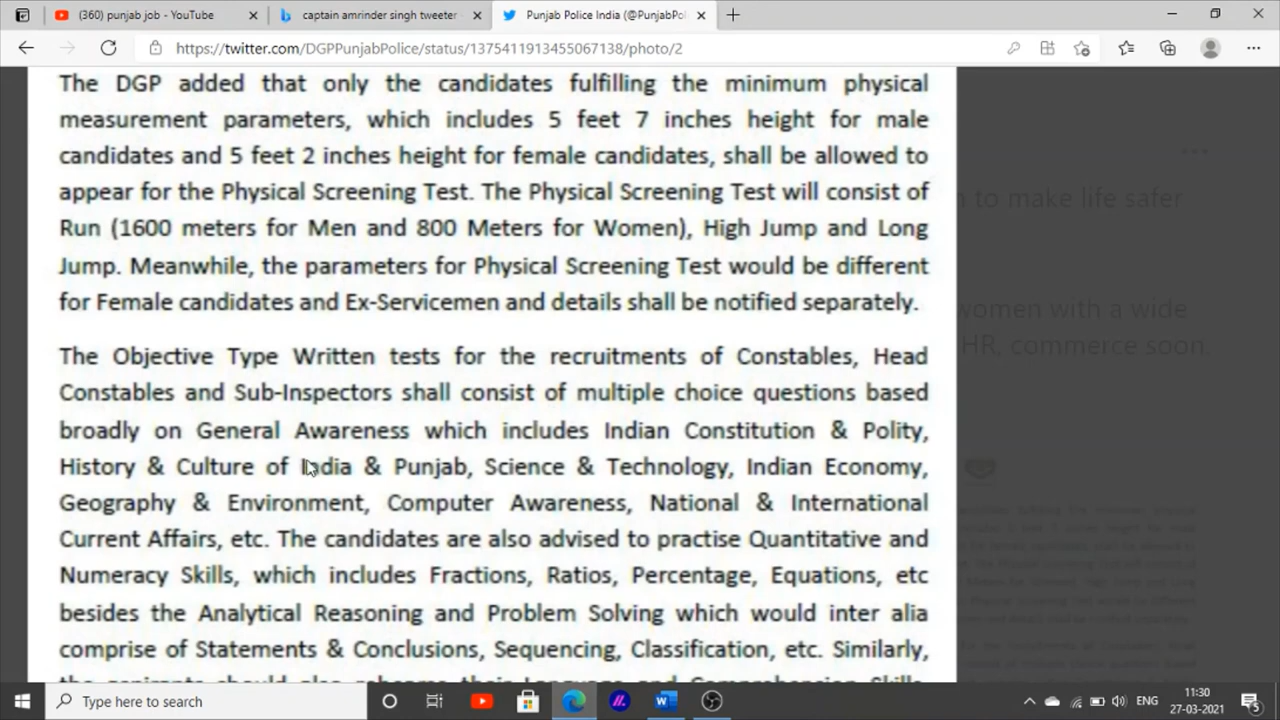 (360) punjab job - YouTube
captain amrinder singh tweeter
Punjab Police India (@PunjabPol
https://twitter.com/DGPPunjabPolice/status/1375411913455067138/photo/2
The DGP added that only the candidates fulfilling the minimum physical
measurement parameters, which includes 5 feet 7 inches height for male
candidates and 5 feet 2 inches height for female candidates, shall be allowed to
appear for the Physical Screening Test. The Physical Screening Test will consist of
Run (1600 meters for Men and 800 Meters for Women), High Jump and Long
Jump. Meanwhile, the parameters for Physical Screening Test would be different
for Female candidates and Ex-Servicemen and details shall be notified separately.
The Objective Type Written tests for the recruitments of Constables, Head
Constables and Sub-Inspectors shall consist of multiple choice questions based
broadly on General Awareness which includes Indian Constitution & Polity,
History & Culture of India & Punjab, Science & Technology, Indian Economy,
Geography & Environment, Computer Awareness, National & International
Current Affairs, etc. The candidates are also advised to practise Quantitative and
Numeracy Skills, which includes Fractions, Ratios, Percentage, Equations, etc
besides the Analytical Reasoning and Problem Solving which would inter alia
comprise of Statements & Conclusions, Sequencing, Classification, etc. Similarly,
n to make life safer
women with a wide
HR, commerce soon.
Type here to search
ENG
11:30
27-03-2021
5